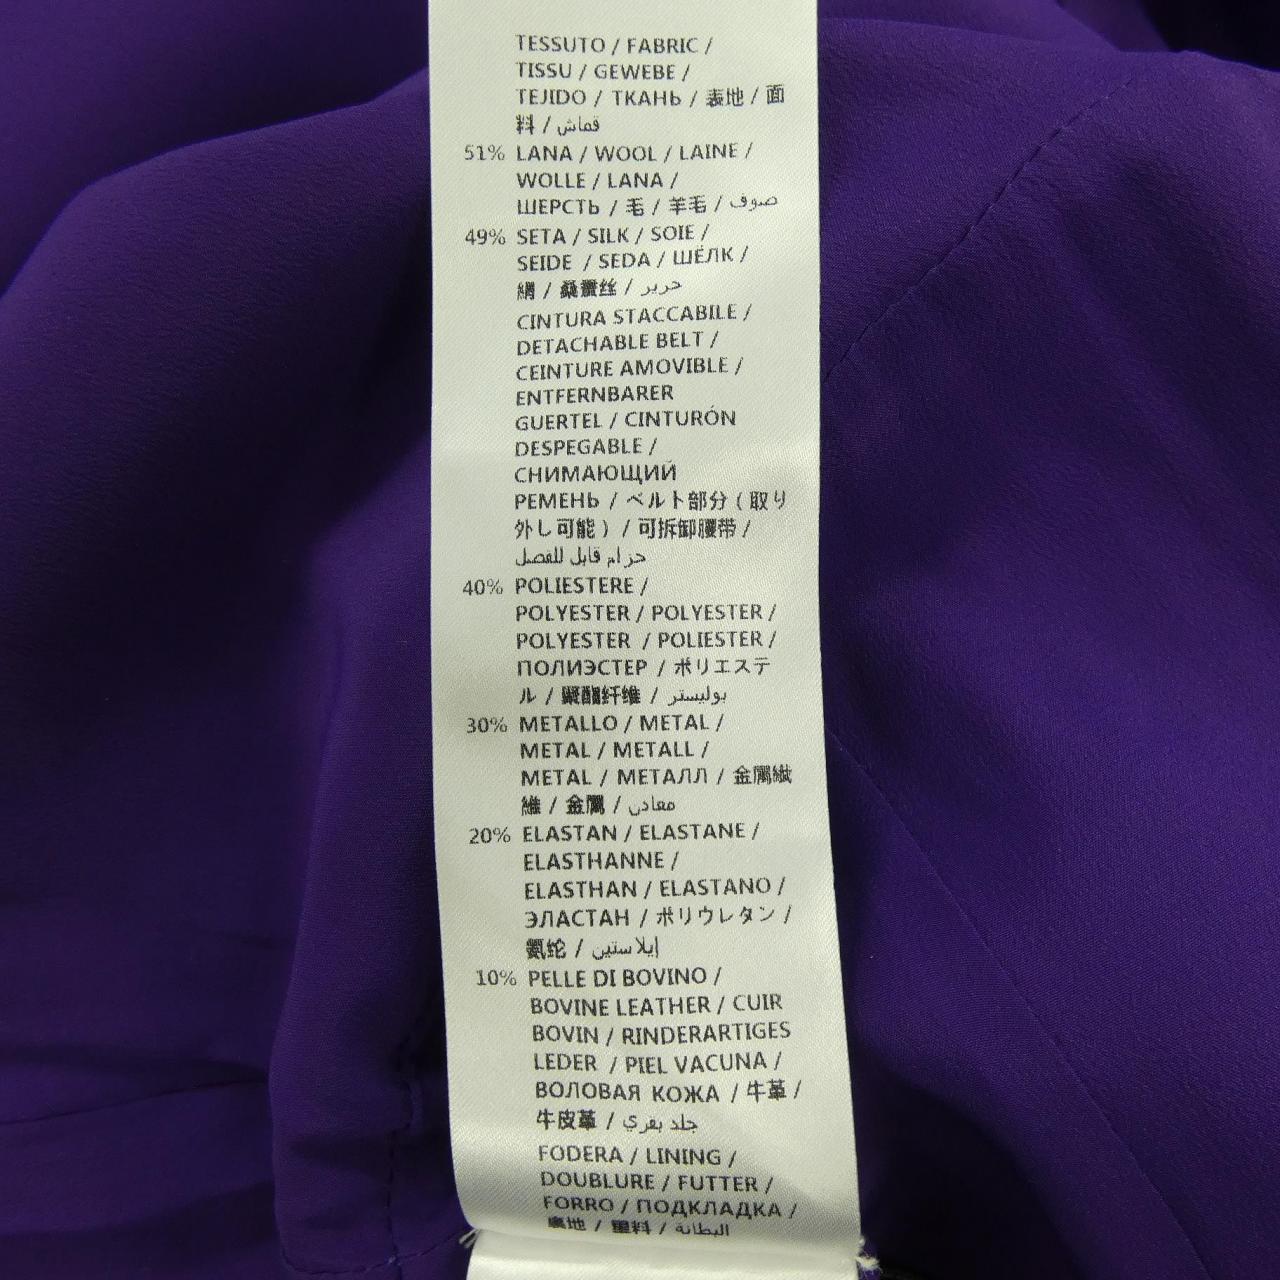 TESSUTO / FABRIC /
TISSU / GEWEBE /
TEJIDO / ТКАНЬ / 表地 / 面
料 / قماش
51% LANA / WOOL / LAINE /
WOLLE / LANA /
ШЕРСТЬ / 毛 / 羊毛 / صوف
49% SETA / SILK / SOIE /
SEIDE / SEDA / ШЁЛК /
絹 / 桑蚕丝 / حرير
CINTURA STACCABILE /
DETACHABLE BELT /
CEINTURE AMOVIBLE /
ENTFERNBARER
GUERTEL / CINTURÓN
DESPEGABLE /
СНИМАЮЩИЙ
РЕМЕНЬ / ベルト部分 ( 取り
外し可能 ) / 可拆卸腰带 /
حزام قابل للفصل
40% POLIESTERE /
POLYESTER / POLYESTER /
POLYESTER / POLIESTER /
ПОЛИЭСТЕР / ポリエステ
ル / 聚酯纤维 / بوليستر
30% METALLO / METAL /
METAL / METALL /
METAL / МЕТАЛЛ / 金属繊
維 / 金属 / معادن
20% ELASTAN / ELASTANE /
ELASTHANNE /
ELASTHAN / ELASTANO /
ЭЛАСТАН / ポリウレタン /
氨纶 / إيلاستين
10% PELLE DI BOVINO /
BOVINE LEATHER / CUIR
BOVIN / RINDERARTIGES
LEDER / PIEL VACUNA /
ВОЛОВАЯ КОЖА / 牛革 /
牛皮革 / جلد بقري
FODERA / LINING /
DOUBLURE / FUTTER /
FORRO / ПОДКЛАДКА /
裏地 / 里料 / البطانة